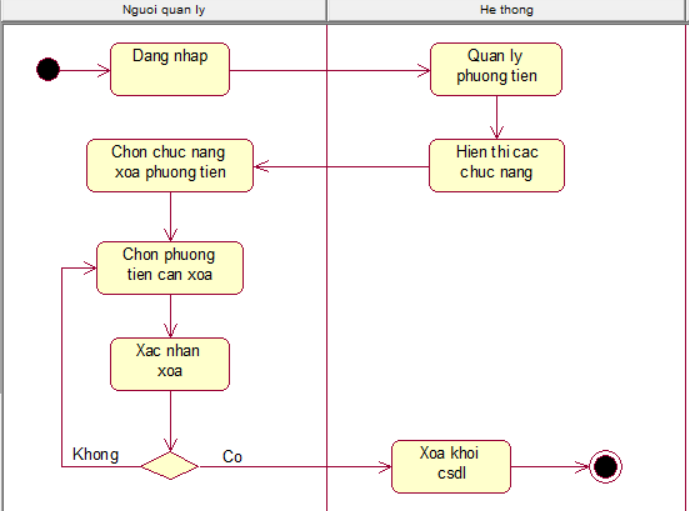 Nguoi quan ly
He thong
Dang nhap
Quan ly
phuong tien
Chon chuc nang
xoa phuong tien
Hien thi cac
chuc nang
Chon phuong
tien can xoa
Xac nhan
xoa
Khong
Co
Xoa khoi
csdl